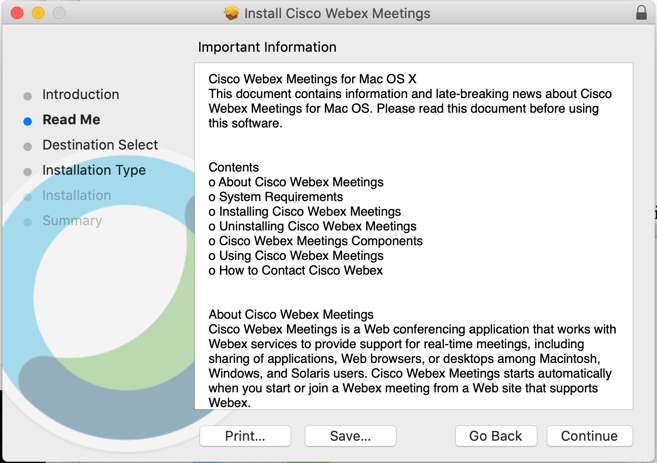 Install Cisco Webex Meetings
Important Information
Introduction
Read Me
Destination Select
Installation Type
Installation
Summary
Cisco Webex Meetings for Mac OS X
This document contains information and late-breaking news about Cisco
Webex Meetings for Mac OS. Please read this document before using
this software.
Contents
o About Cisco Webex Meetings
o System Requirements
o Installing Cisco Webex Meetings
o Uninstalling Cisco Webex Meetings
o Cisco Webex Meetings Components
o Using Cisco Webex Meetings
o How to Contact Cisco Webex
About Cisco Webex Meetings
Cisco Webex Meetings is a Web conferencing application that works with
Webex services to provide support for real-time meetings, including
sharing of applications, Web browsers, or desktops among Macintosh,
Windows, and Solaris users. Cisco Webex Meetings starts automatically
when you start or join a Webex meeting from a Web site that supports
Webex.
Print...
Save...
Go Back
Continue